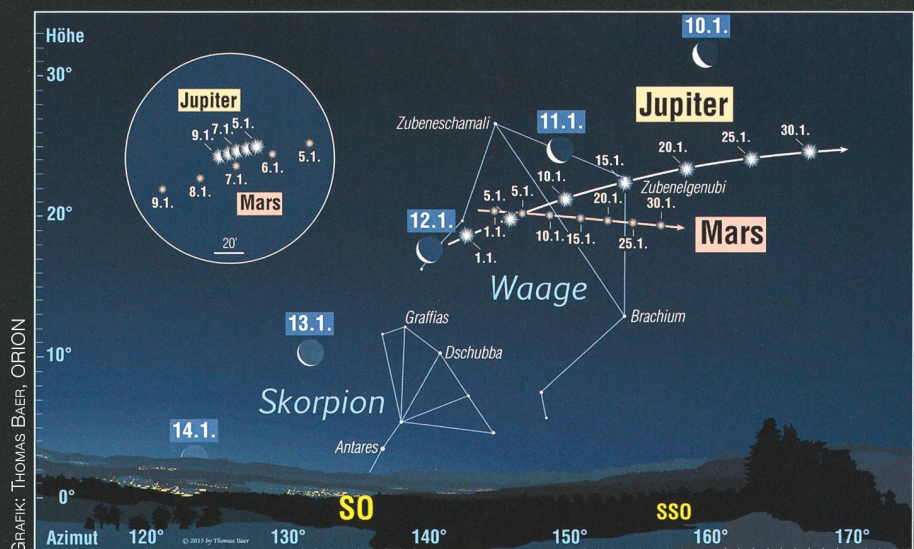 Höhe
30°
20°
10°
0°
Jupiter
9.1.
7.1.
5.1.
5.1.
6.1.
7.1.
8.1.
9.1.
Mars
20'
10.1.
Jupiter
Zubeneschamali
11.1.
30.1.
25.1.
20.1.
15.1.
10.1.
Zubenelgenubi
5.1.
5.1.
12.1.
1.1.
10.1.
15.1.
20.1.
25.1.
30.1.
Mars
1.1.
Waage
13.1.
Graffias
Brachium
Dschubba
Skorpion
14.1.
Antares
SO
SSO
Azimut
120°
© 2015 by Thomas Baer
130°
140°
150°
160°
170°
GRAFIK: THOMAS BAER, ORION